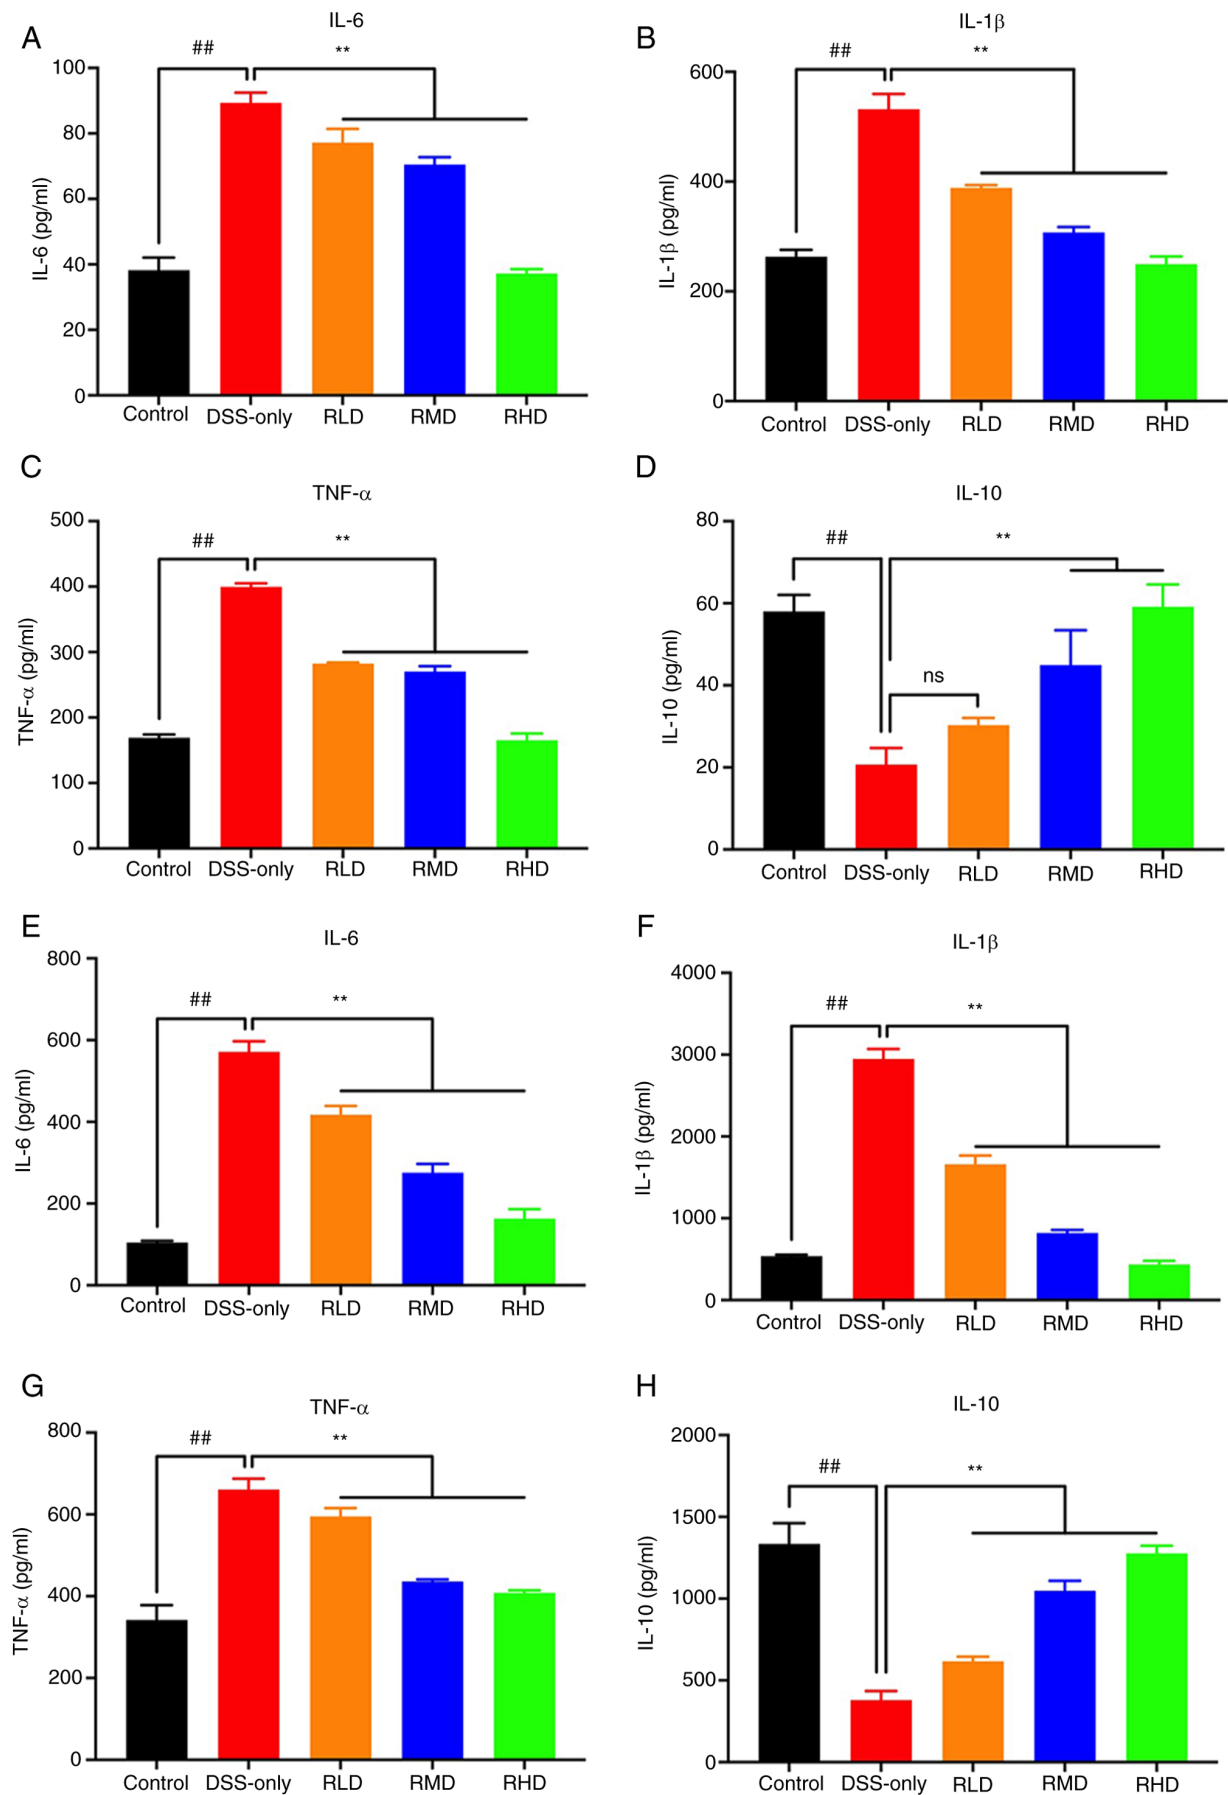 A
IL-6
## **
IL-6 (pg/ml)
100
80
60
40
20
0
Control DSS-only RLD RMD RHD
B
IL-1β
## **
IL-1β (pg/ml)
600
400
200
0
Control DSS-only RLD RMD RHD
C
TNF-α
## **
TNF-α (pg/ml)
500
400
300
200
100
0
Control DSS-only RLD RMD RHD
D
IL-10
## **
ns
IL-10 (pg/ml)
80
60
40
20
0
Control DSS-only RLD RMD RHD
E
IL-6
## **
IL-6 (pg/ml)
800
600
400
200
0
Control DSS-only RLD RMD RHD
F
IL-1β
## **
IL-1β (pg/ml)
4000
3000
2000
1000
0
Control DSS-only RLD RMD RHD
G
TNF-α
## **
TNF-α (pg/ml)
800
600
400
200
0
Control DSS-only RLD RMD RHD
H
IL-10
## **
IL-10 (pg/ml)
2000
1500
1000
500
0
Control DSS-only RLD RMD RHD